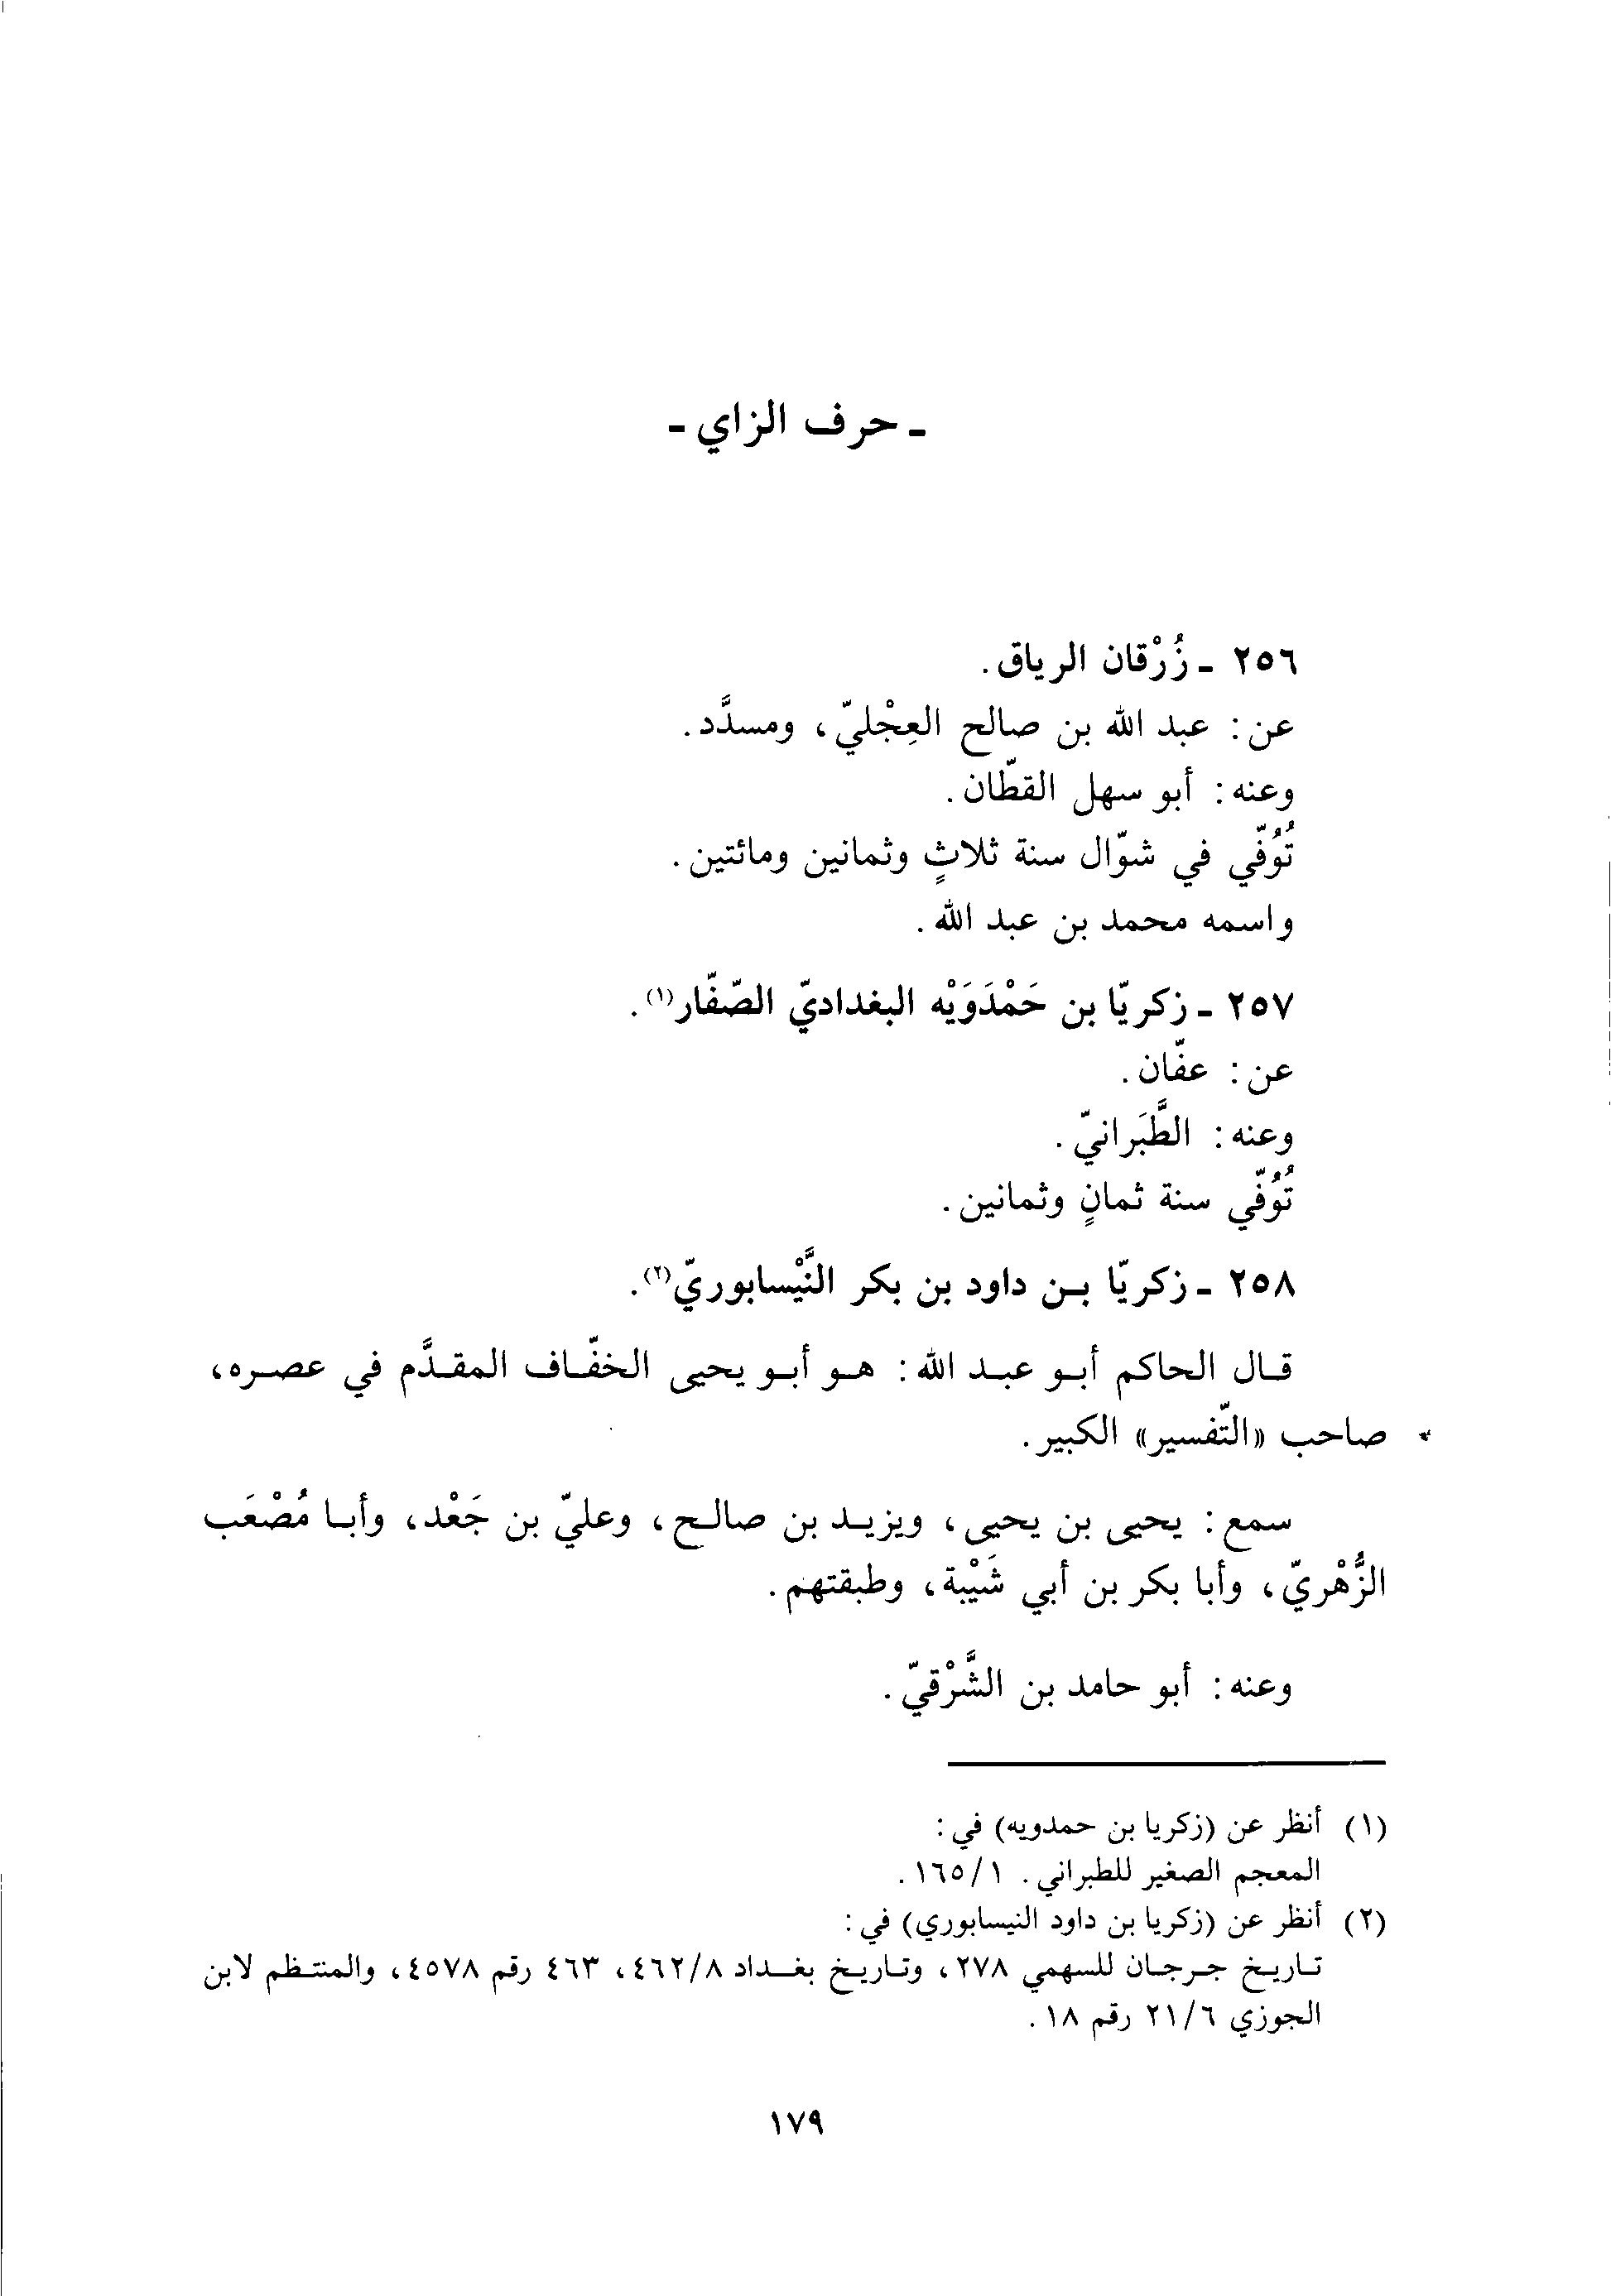 - حرف الزاي -
٢٥٦ - زُرْقان الرياق.
عن: عبد الله بن صالح العِجْليّ، ومسدَّد.
وعنه: أبو سهل القطّان.
تُوُفّي في شوّال سنة ثلاثٍ وثمانين ومائتين.
واسمه محمد بن عبد الله.
٢٥٧ - زكريّا بن حَمْدَوَيْه البغداديّ الصّفّار(١).
عن: عفّان.
وعنه: الطَّبَرانيّ.
تُوُفّي سنة ثمانٍ وثمانين.
٢٥٨ - زكريّا بن داود بن بكر النَّيْسابوريّ(٢).
قال الحاكم أبو عبد الله: هو أبو يحيى الخفّاف المقدَّم في عصره،
صاحب «التّفسير» الكبير.
سمع: يحيى بن يحيى، ويزيد بن صالح، وعليّ بن جَعْد، وأبا مُصْعَب
الزُّهْريّ، وأبا بكر بن أبي شَيْبة، وطبقتهم.
وعنه: أبو حامد بن الشَّرْقيّ.
(١) أنظر عن (زكريا بن حمدويه) في:
المعجم الصغير للطبراني. ١/١٦٥.
(٢) أنظر عن (زكريا بن داود النيسابوري) في:
تاريخ جرجان للسهمي ٢٧٨، وتاريخ بغداد ٨/٤٦٢، ٤٦٣ رقم ٤٥٧٨، والمنتظم لابن
الجوزي ٦/٢١ رقم ١٨.
١٧٩